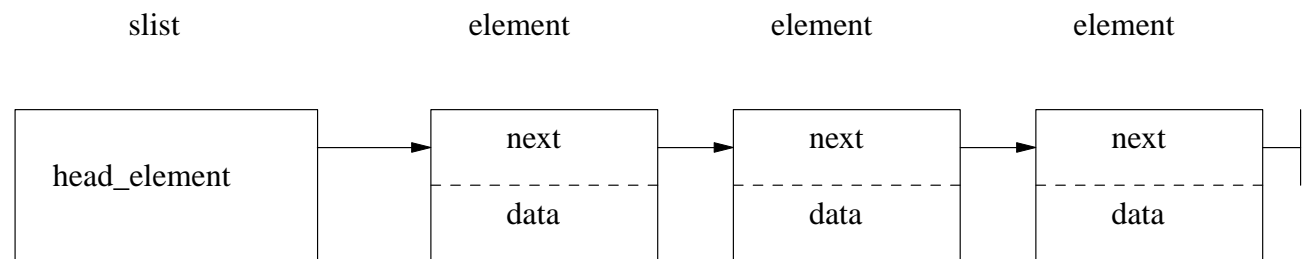 slist element element element
next next next
head_element
data data data